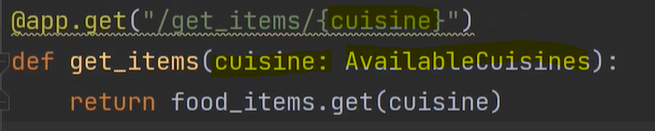 @app.get("/get_items/{cuisine}")
def get_items(cuisine: AvailableCuisines):
    return food_items.get(cuisine)